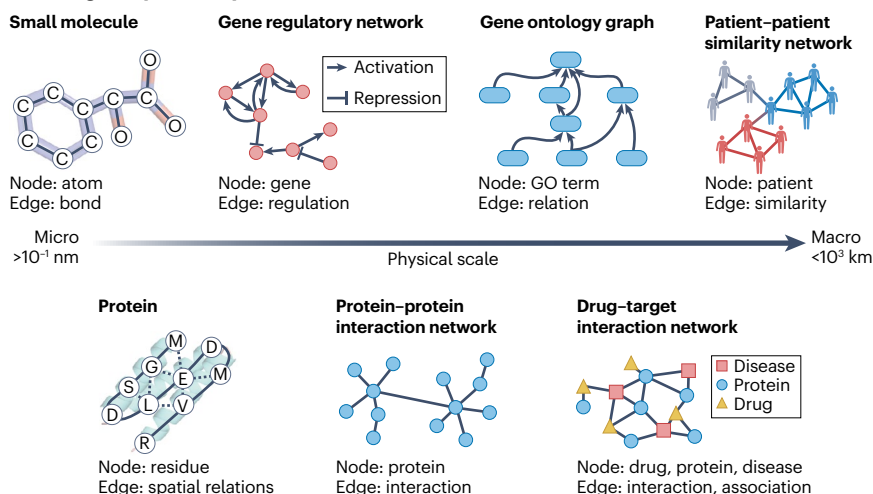 Small molecule
C
C
C
C
C
C
C
C
O
O
O
Node: atom
Edge: bond
Gene regulatory network
Activation
Repression
Node: gene
Edge: regulation
Gene ontology graph
Node: GO term
Edge: relation
Patient–patient
similarity network
Node: patient
Edge: similarity
Micro
>10⁻¹ nm
Physical scale
Macro
<10³ km
Protein
M
D
G
E
M
S
L
V
D
R
Node: residue
Edge: spatial relations
Protein–protein
interaction network
Node: protein
Edge: interaction
Drug–target
interaction network
Disease
Protein
Drug
Node: drug, protein, disease
Edge: interaction, association